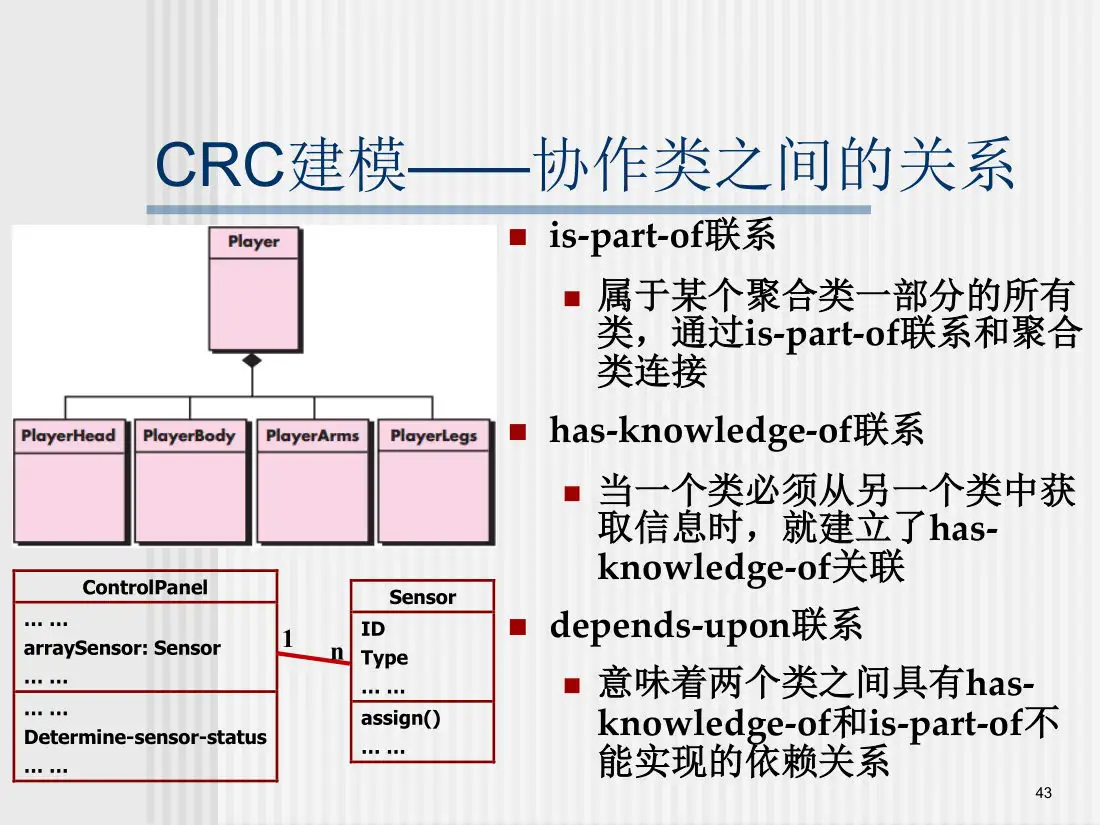 CRC建模——协作类之间的关系
Player
PlayerHead
PlayerBody
PlayerArms
PlayerLegs
ControlPanel
... ...
arraySensor: Sensor
... ...
... ...
Determine-sensor-status
... ...
1
n
Sensor
ID
Type
... ...
assign()
... ...
is-part-of联系
属于某个聚合类一部分的所有
类，通过is-part-of联系和聚合
类连接
has-knowledge-of联系
当一个类必须从另一个类中获
取信息时，就建立了has-
knowledge-of关联
depends-upon联系
意味着两个类之间具有has-
knowledge-of和is-part-of不
能实现的依赖关系
43